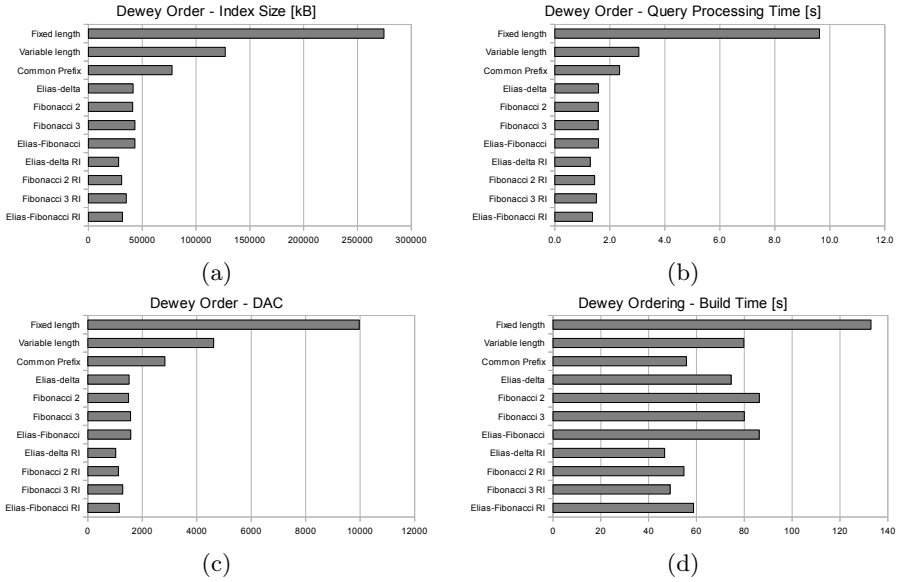 Dewey Order - Index Size [kB]
Fixed length
Variable length
Common Prefix
Elias-delta
Fibonacci 2
Fibonacci 3
Elias-Fibonacci
Elias-delta RI
Fibonacci 2 RI
Fibonacci 3 RI
Elias-Fibonacci RI
0 50000 100000 150000 200000 250000 300000
(a)
Dewey Order - Query Processing Time [s]
Fixed length
Variable length
Common Prefix
Elias-delta
Fibonacci 2
Fibonacci 3
Elias-Fibonacci
Elias-delta RI
Fibonacci 2 RI
Fibonacci 3 RI
Elias-Fibonacci RI
0.0 2.0 4.0 6.0 8.0 10.0 12.0
(b)
Dewey Order - DAC
Fixed length
Variable length
Common Prefix
Elias-delta
Fibonacci 2
Fibonacci 3
Elias-Fibonacci
Elias-delta RI
Fibonacci 2 RI
Fibonacci 3 RI
Elias-Fibonacci RI
0 2000 4000 6000 8000 10000 12000
(c)
Dewey Ordering - Build Time [s]
Fixed length
Variable length
Common Prefix
Elias-delta
Fibonacci 2
Fibonacci 3
Elias-Fibonacci
Elias-delta RI
Fibonacci 2 RI
Fibonacci 3 RI
Elias-Fibonacci RI
0 20 40 60 80 100 120 140
(d)